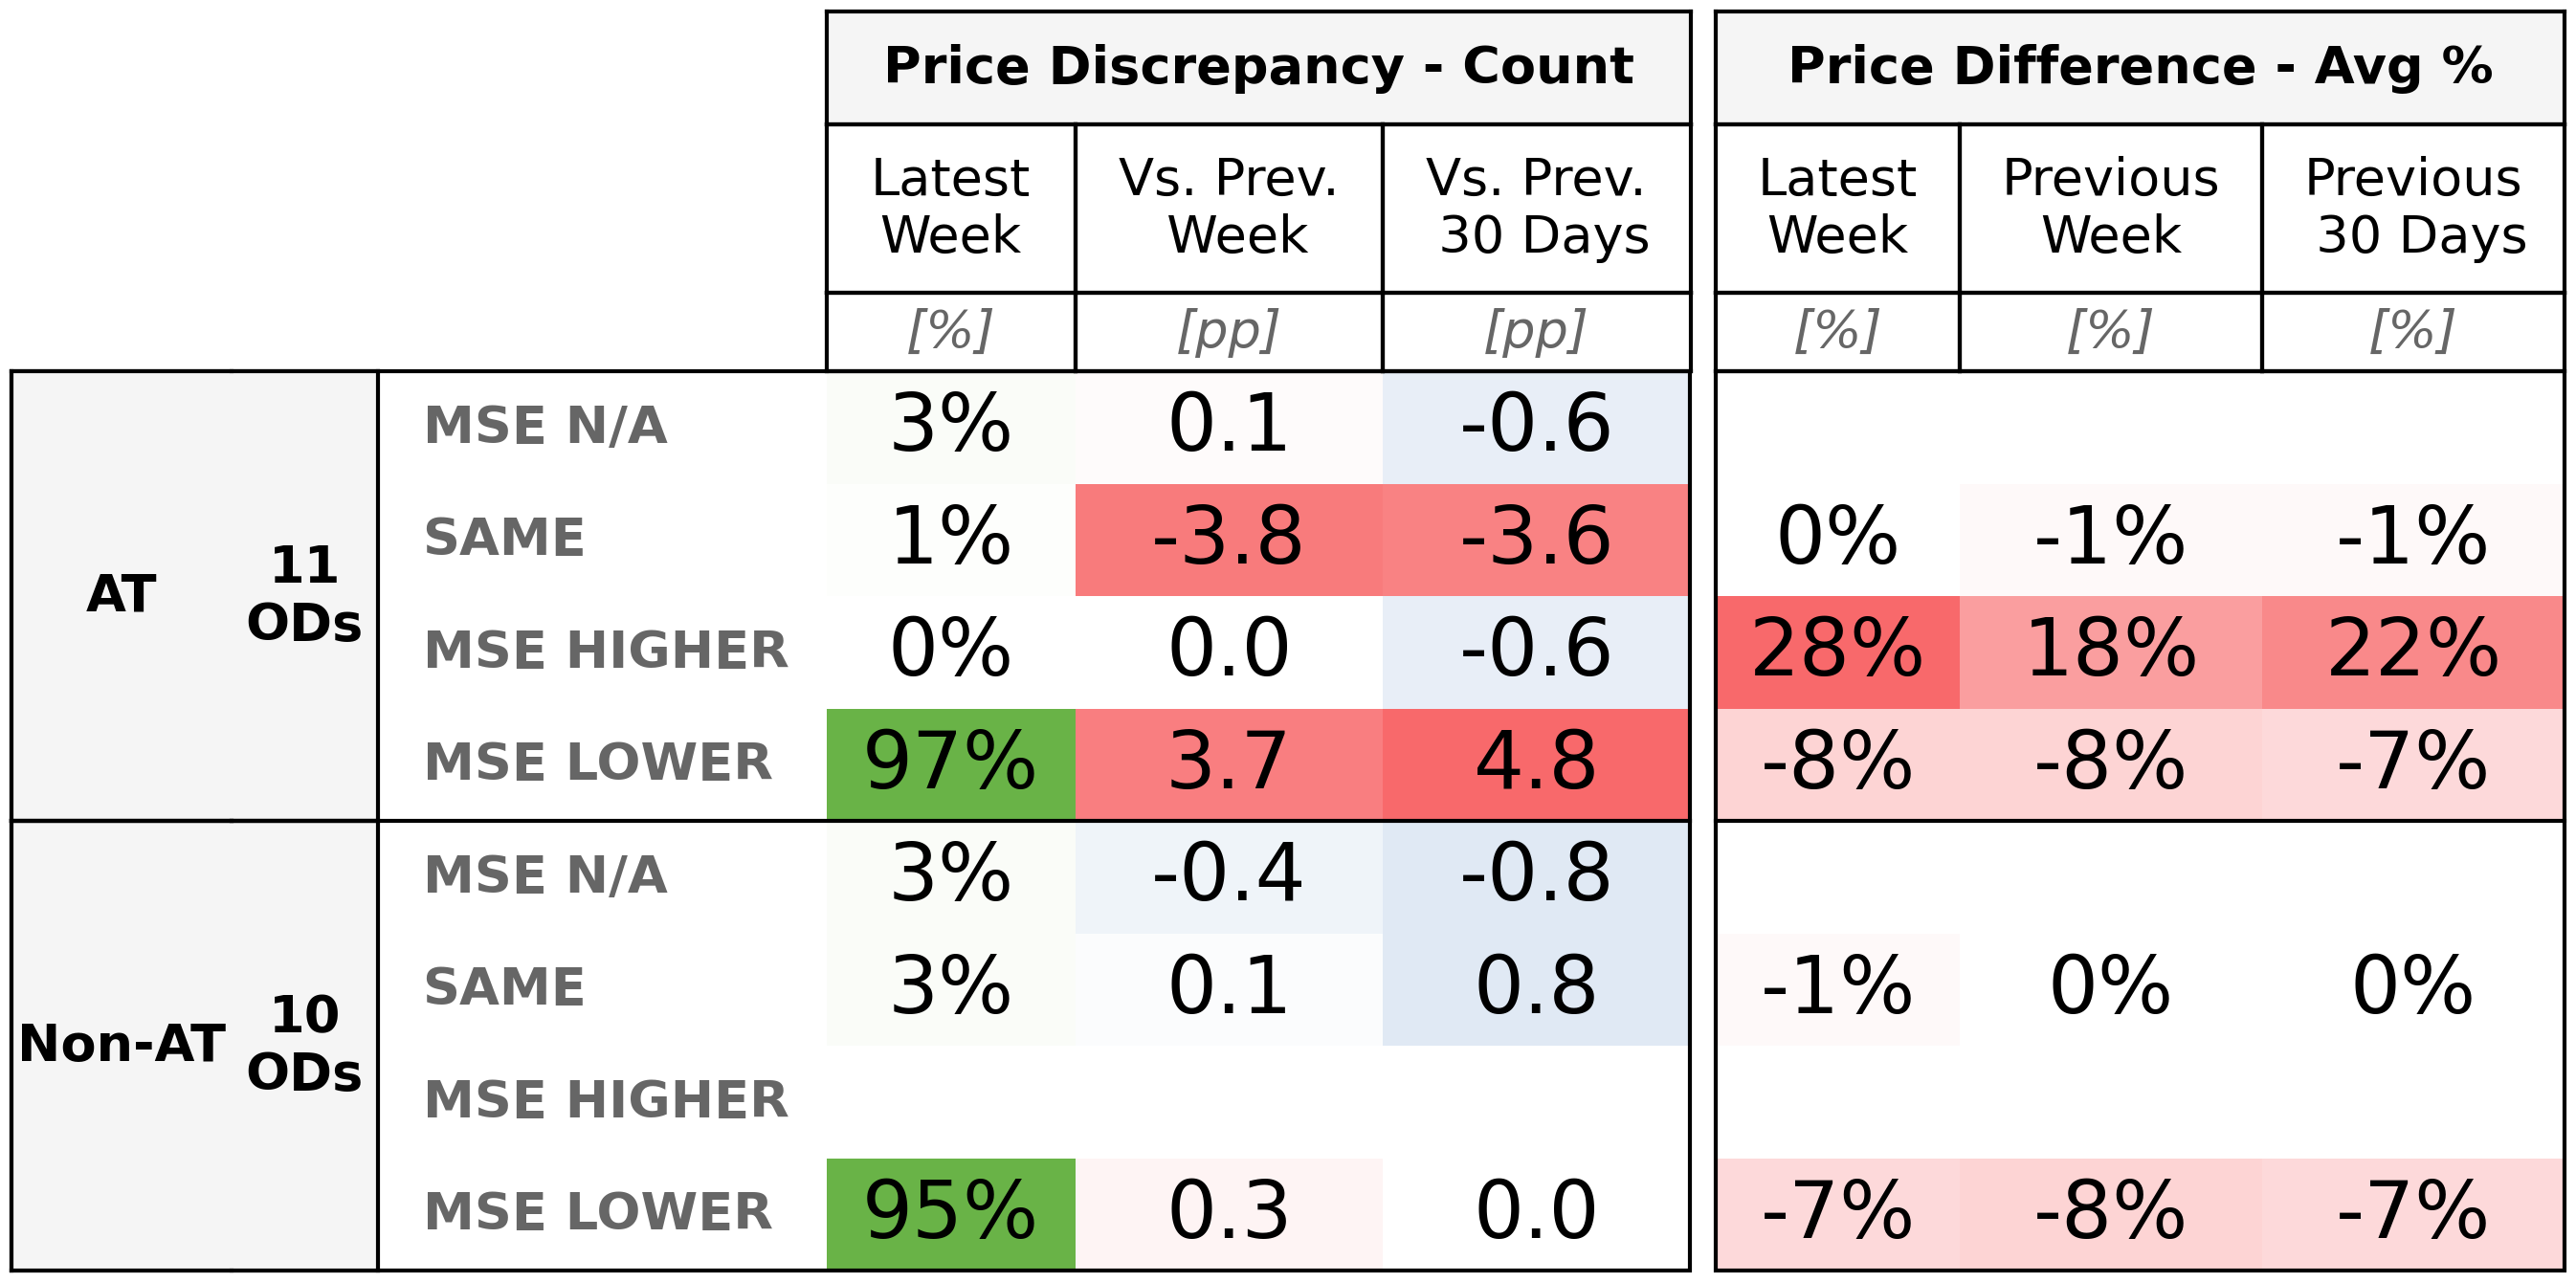 Price Discrepancy - Count Price Difference - Avg %
Latest Week Vs. Prev. Week Vs. Prev. 30 Days Latest Week Previous Week Previous 30 Days
[%] [pp] [pp] [%] [%] [%]
AT 11 ODs
MSE N/A 3% 0.1 -0.6
SAME 1% -3.8 -3.6 0% -1% -1%
MSE HIGHER 0% 0.0 -0.6 28% 18% 22%
MSE LOWER 97% 3.7 4.8 -8% -8% -7%
Non-AT 10 ODs
MSE N/A 3% -0.4 -0.8
SAME 3% 0.1 0.8 -1% 0% 0%
MSE HIGHER
MSE LOWER 95% 0.3 0.0 -7% -8% -7%